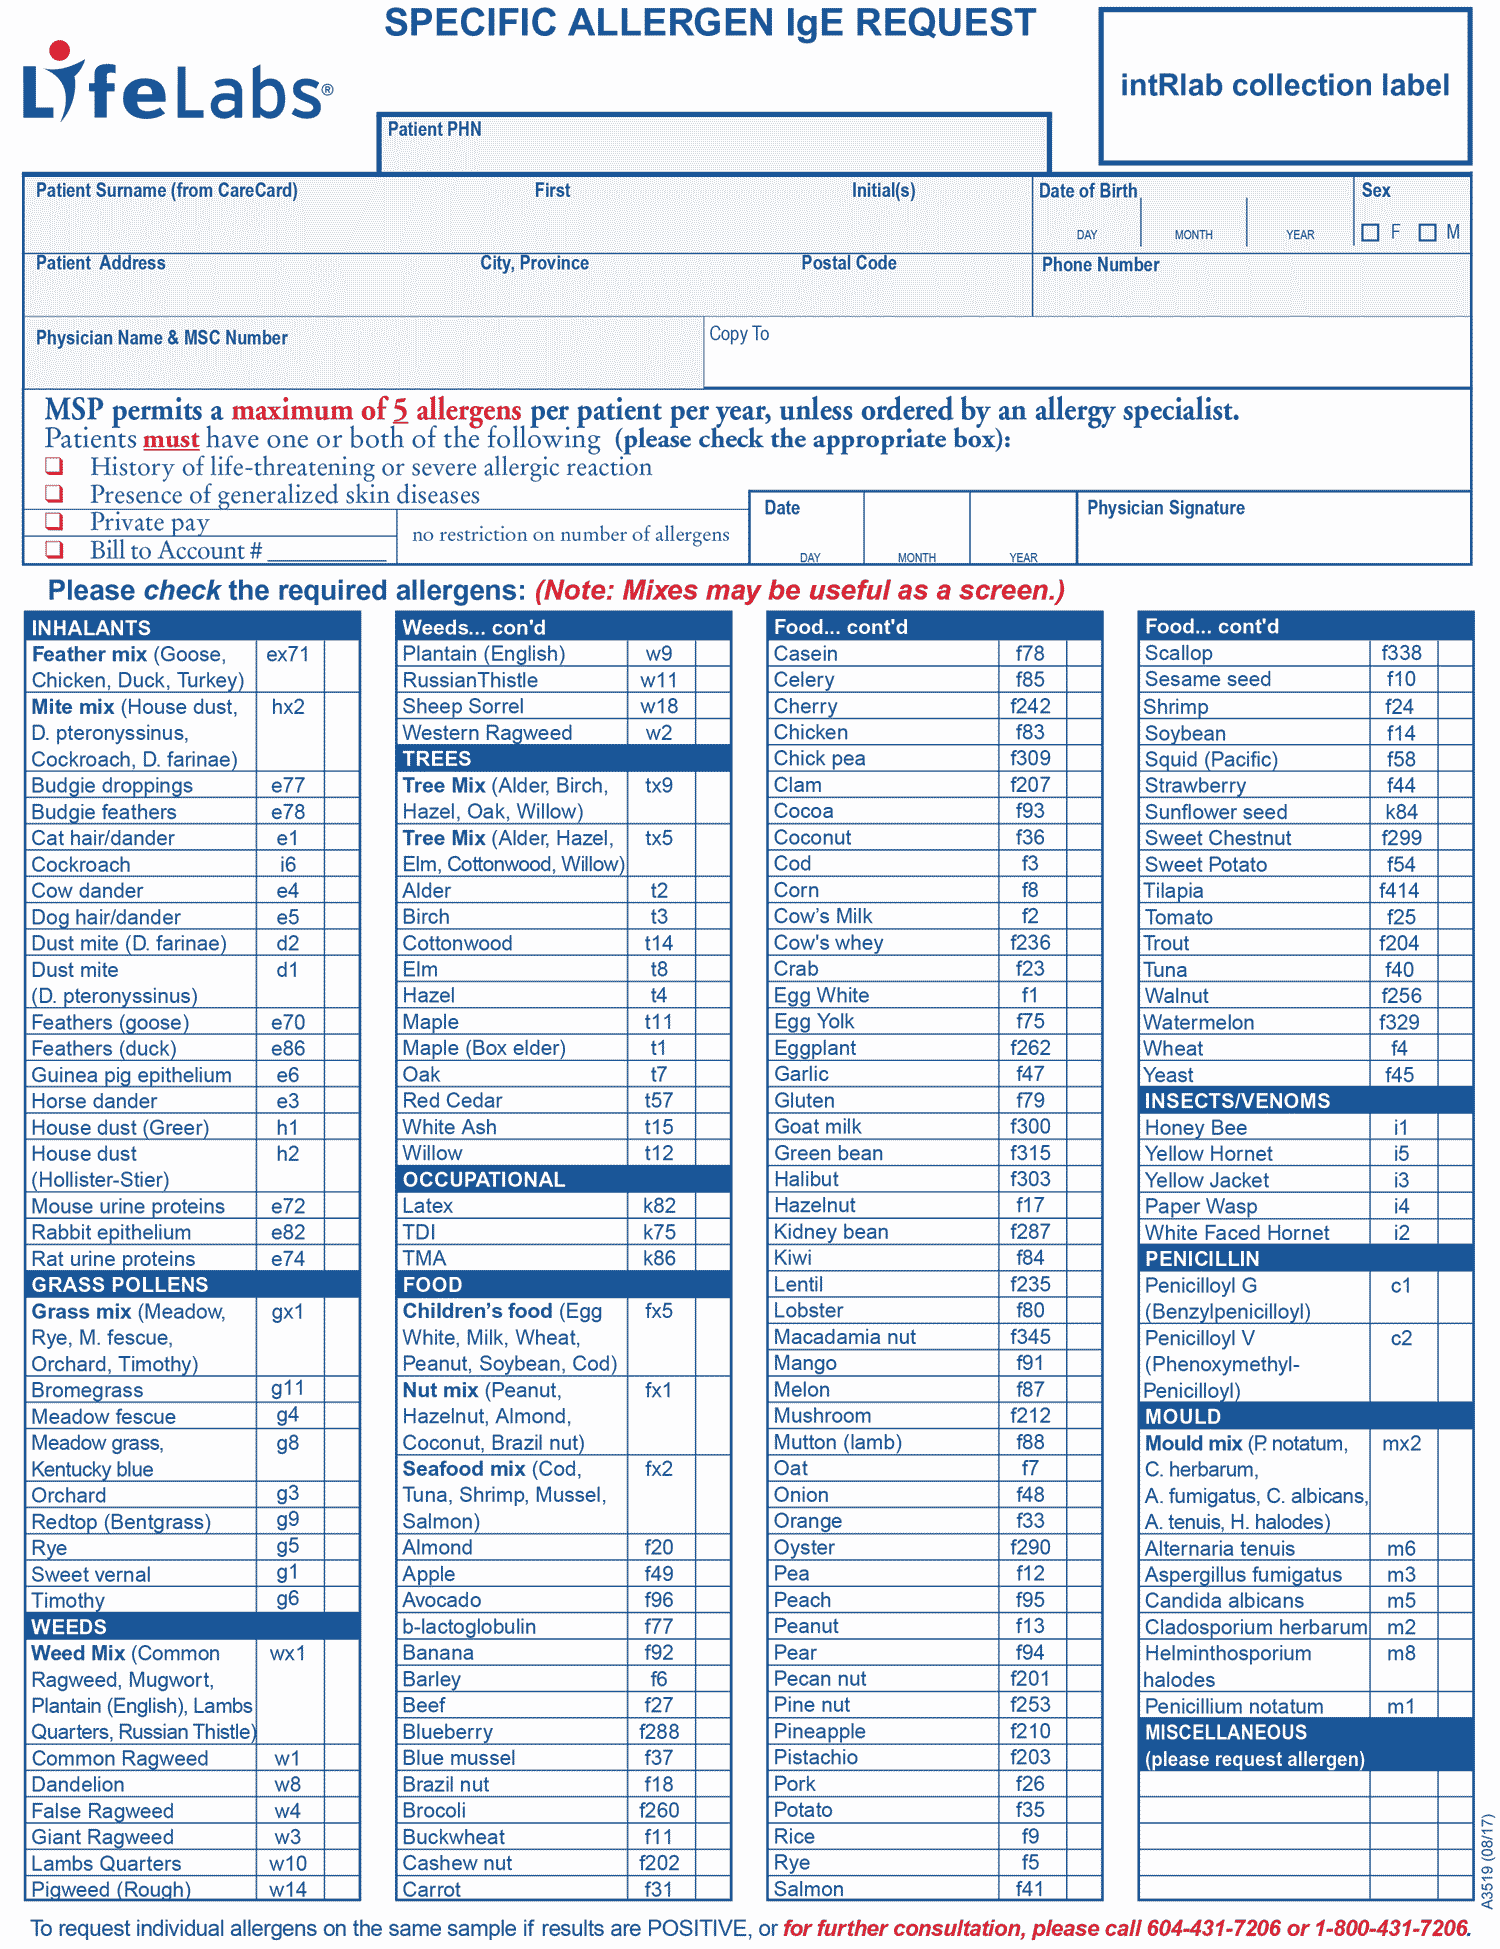 SPECIFIC ALLERGEN IgE REQUEST
LifeLabs®
intRlab collection label
Patient PHN
Patient Surname (from CareCard) First Initial(s) Date of Birth Sex
DAY MONTH YEAR F M
Patient Address City, Province Postal Code Phone Number
Physician Name & MSC Number Copy To
MSP permits a maximum of 5 allergens per patient per year, unless ordered by an allergy specialist.
Patients must have one or both of the following (please check the appropriate box):
❏ History of life-threatening or severe allergic reaction
❏ Presence of generalized skin diseases
❏ Private pay
❏ Bill to Account # ___________
no restriction on number of allergens
Date
DAY MONTH YEAR
Physician Signature
Please check the required allergens: (Note: Mixes may be useful as a screen.)
INHALANTS
Feather mix (Goose, ex71
Chicken, Duck, Turkey)
Mite mix (House dust, hx2
D. pteronyssinus,
Cockroach, D. farinae)
Budgie droppings e77
Budgie feathers e78
Cat hair/dander e1
Cockroach i6
Cow dander e4
Dog hair/dander e5
Dust mite (D. farinae) d2
Dust mite d1
(D. pteronyssinus)
Feathers (goose) e70
Feathers (duck) e86
Guinea pig epithelium e6
Horse dander e3
House dust (Greer) h1
House dust h2
(Hollister-Stier)
Mouse urine proteins e72
Rabbit epithelium e82
Rat urine proteins e74
GRASS POLLENS
Grass mix (Meadow, gx1
Rye, M. fescue,
Orchard, Timothy)
Bromegrass g11
Meadow fescue g4
Meadow grass, g8
Kentucky blue
Orchard g3
Redtop (Bentgrass) g9
Rye g5
Sweet vernal g1
Timothy g6
WEEDS
Weed Mix (Common wx1
Ragweed, Mugwort,
Plantain (English), Lambs
Quarters, Russian Thistle)
Common Ragweed w1
Dandelion w8
False Ragweed w4
Giant Ragweed w3
Lambs Quarters w10
Pigweed (Rough) w14
Weeds... con'd
Plantain (English) w9
RussianThistle w11
Sheep Sorrel w18
Western Ragweed w2
TREES
Tree Mix (Alder, Birch, tx9
Hazel, Oak, Willow)
Tree Mix (Alder, Hazel, tx5
Elm, Cottonwood, Willow)
Alder t2
Birch t3
Cottonwood t14
Elm t8
Hazel t4
Maple t11
Maple (Box elder) t1
Oak t7
Red Cedar t57
White Ash t15
Willow t12
OCCUPATIONAL
Latex k82
TDI k75
TMA k86
FOOD
Children's food (Egg fx5
White, Milk, Wheat,
Peanut, Soybean, Cod)
Nut mix (Peanut, fx1
Hazelnut, Almond,
Coconut, Brazil nut)
Seafood mix (Cod, fx2
Tuna, Shrimp, Mussel,
Salmon)
Almond f20
Apple f49
Avocado f96
b-lactoglobulin f77
Banana f92
Barley f6
Beef f27
Blueberry f288
Blue mussel f37
Brazil nut f18
Brocoli f260
Buckwheat f11
Cashew nut f202
Carrot f31
Food... cont'd
Casein f78
Celery f85
Cherry f242
Chicken f83
Chick pea f309
Clam f207
Cocoa f93
Coconut f36
Cod f3
Corn f8
Cow's Milk f2
Cow's whey f236
Crab f23
Egg White f1
Egg Yolk f75
Eggplant f262
Garlic f47
Gluten f79
Goat milk f300
Green bean f315
Halibut f303
Hazelnut f17
Kidney bean f287
Kiwi f84
Lentil f235
Lobster f80
Macadamia nut f345
Mango f91
Melon f87
Mushroom f212
Mutton (lamb) f88
Oat f7
Onion f48
Orange f33
Oyster f290
Pea f12
Peach f95
Peanut f13
Pear f94
Pecan nut f201
Pine nut f253
Pineapple f210
Pistachio f203
Pork f26
Potato f35
Rice f9
Rye f5
Salmon f41
Food... cont'd
Scallop f338
Sesame seed f10
Shrimp f24
Soybean f14
Squid (Pacific) f58
Strawberry f44
Sunflower seed k84
Sweet Chestnut f299
Sweet Potato f54
Tilapia f414
Tomato f25
Trout f204
Tuna f40
Walnut f256
Watermelon f329
Wheat f4
Yeast f45
INSECTS/VENOMS
Honey Bee i1
Yellow Hornet i5
Yellow Jacket i3
Paper Wasp i4
White Faced Hornet i2
PENICILLIN
Penicilloyl G c1
(Benzylpenicilloyl)
Penicilloyl V c2
(Phenoxymethyl-
Penicilloyl)
MOULD
Mould mix (P. notatum, mx2
C. herbarum,
A. fumigatus, C. albicans,
A. tenuis, H. halodes)
Alternaria tenuis m6
Aspergillus fumigatus m3
Candida albicans m5
Cladosporium herbarum m2
Helminthosporium m8
halodes
Penicillium notatum m1
MISCELLANEOUS
(please request allergen)
A3519 (08/17)
To request individual allergens on the same sample if results are POSITIVE, or for further consultation, please call 604-431-7206 or 1-800-431-7206.